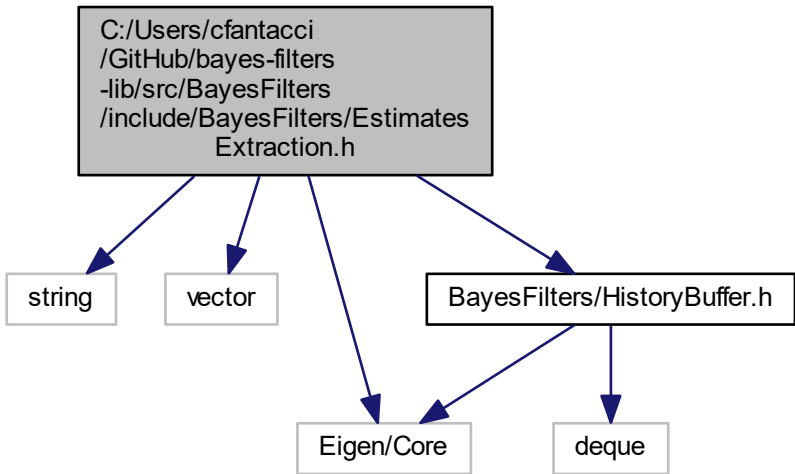 C:/Users/cfantacci
/GitHub/bayes-filters
-lib/src/BayesFilters
/include/BayesFilters/Estimates
Extraction.h
string
vector
BayesFilters/HistoryBuffer.h
Eigen/Core
deque